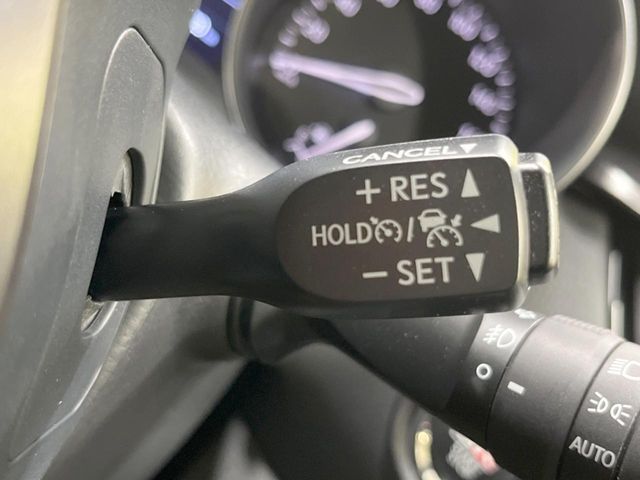 CANCEL▼
+ RES ▲
HOLD / ◀
− SET ▼
O
AUTO